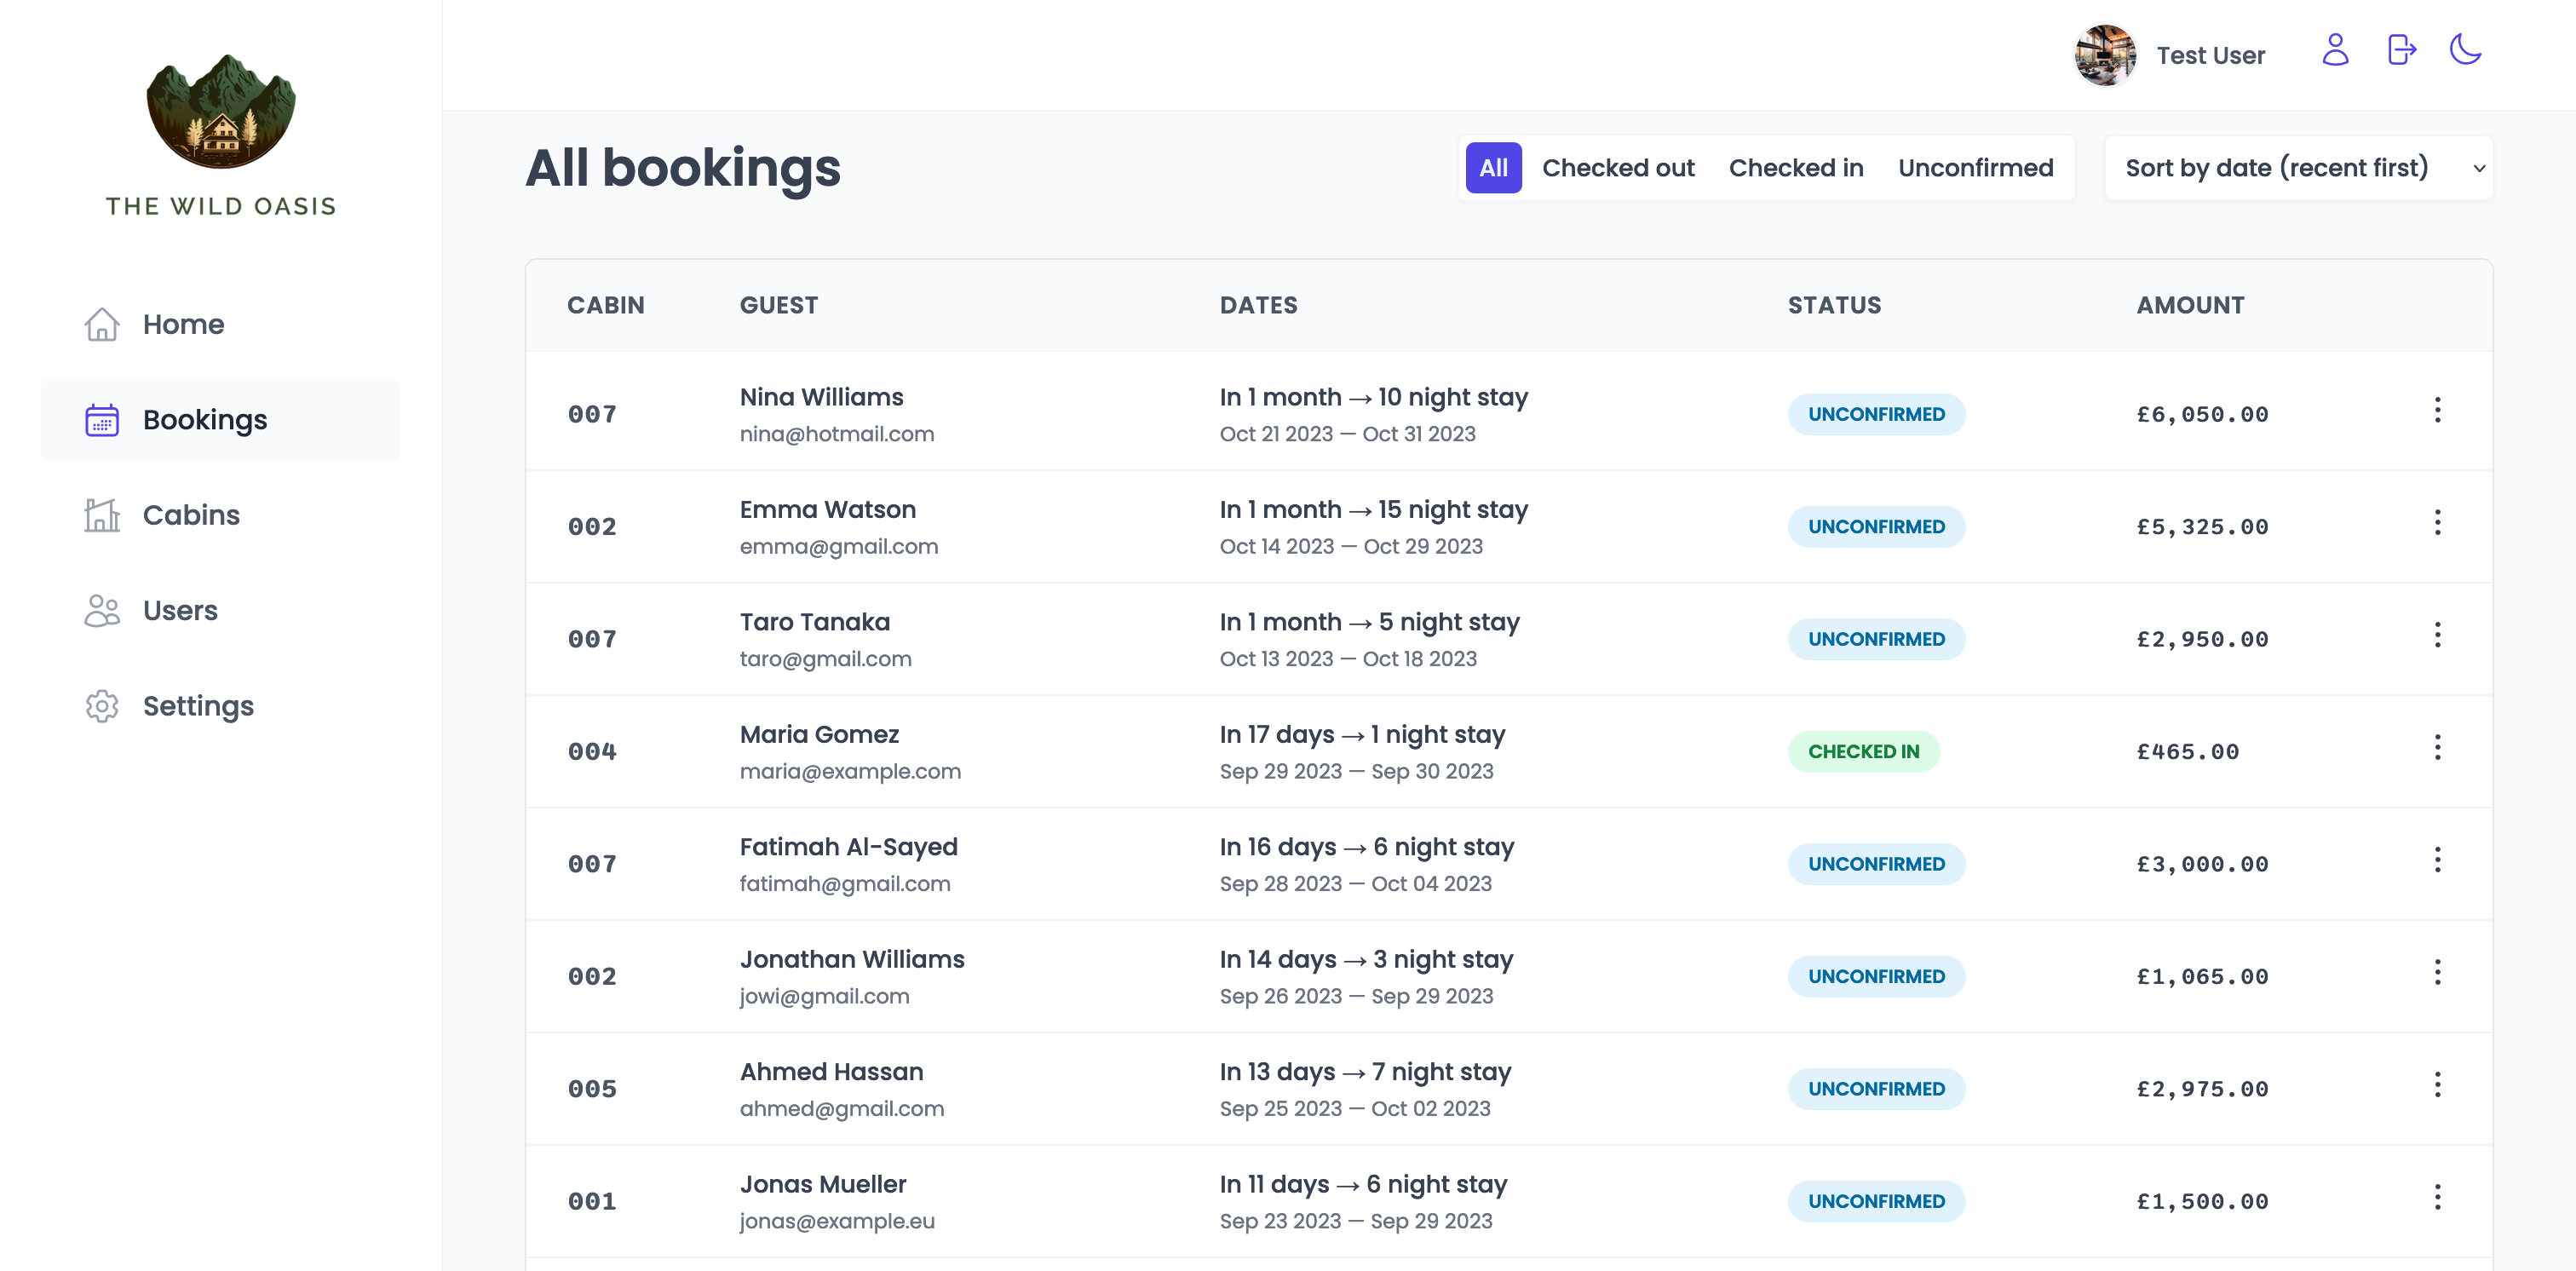 THE WILD OASIS
Home
Bookings
Cabins
Users
Settings
Test User
All bookings
All Checked out Checked in Unconfirmed
Sort by date (recent first)
CABIN GUEST DATES STATUS AMOUNT
007 Nina Williams In 1 month → 10 night stay UNCONFIRMED £6,050.00
nina@hotmail.com Oct 21 2023 — Oct 31 2023
002 Emma Watson In 1 month → 15 night stay UNCONFIRMED £5,325.00
emma@gmail.com Oct 14 2023 — Oct 29 2023
007 Taro Tanaka In 1 month → 5 night stay UNCONFIRMED £2,950.00
taro@gmail.com Oct 13 2023 — Oct 18 2023
004 Maria Gomez In 17 days → 1 night stay CHECKED IN £465.00
maria@example.com Sep 29 2023 — Sep 30 2023
007 Fatimah Al-Sayed In 16 days → 6 night stay UNCONFIRMED £3,000.00
fatimah@gmail.com Sep 28 2023 — Oct 04 2023
002 Jonathan Williams In 14 days → 3 night stay UNCONFIRMED £1,065.00
jowi@gmail.com Sep 26 2023 — Sep 29 2023
005 Ahmed Hassan In 13 days → 7 night stay UNCONFIRMED £2,975.00
ahmed@gmail.com Sep 25 2023 — Oct 02 2023
001 Jonas Mueller In 11 days → 6 night stay UNCONFIRMED £1,500.00
jonas@example.eu Sep 23 2023 — Sep 29 2023